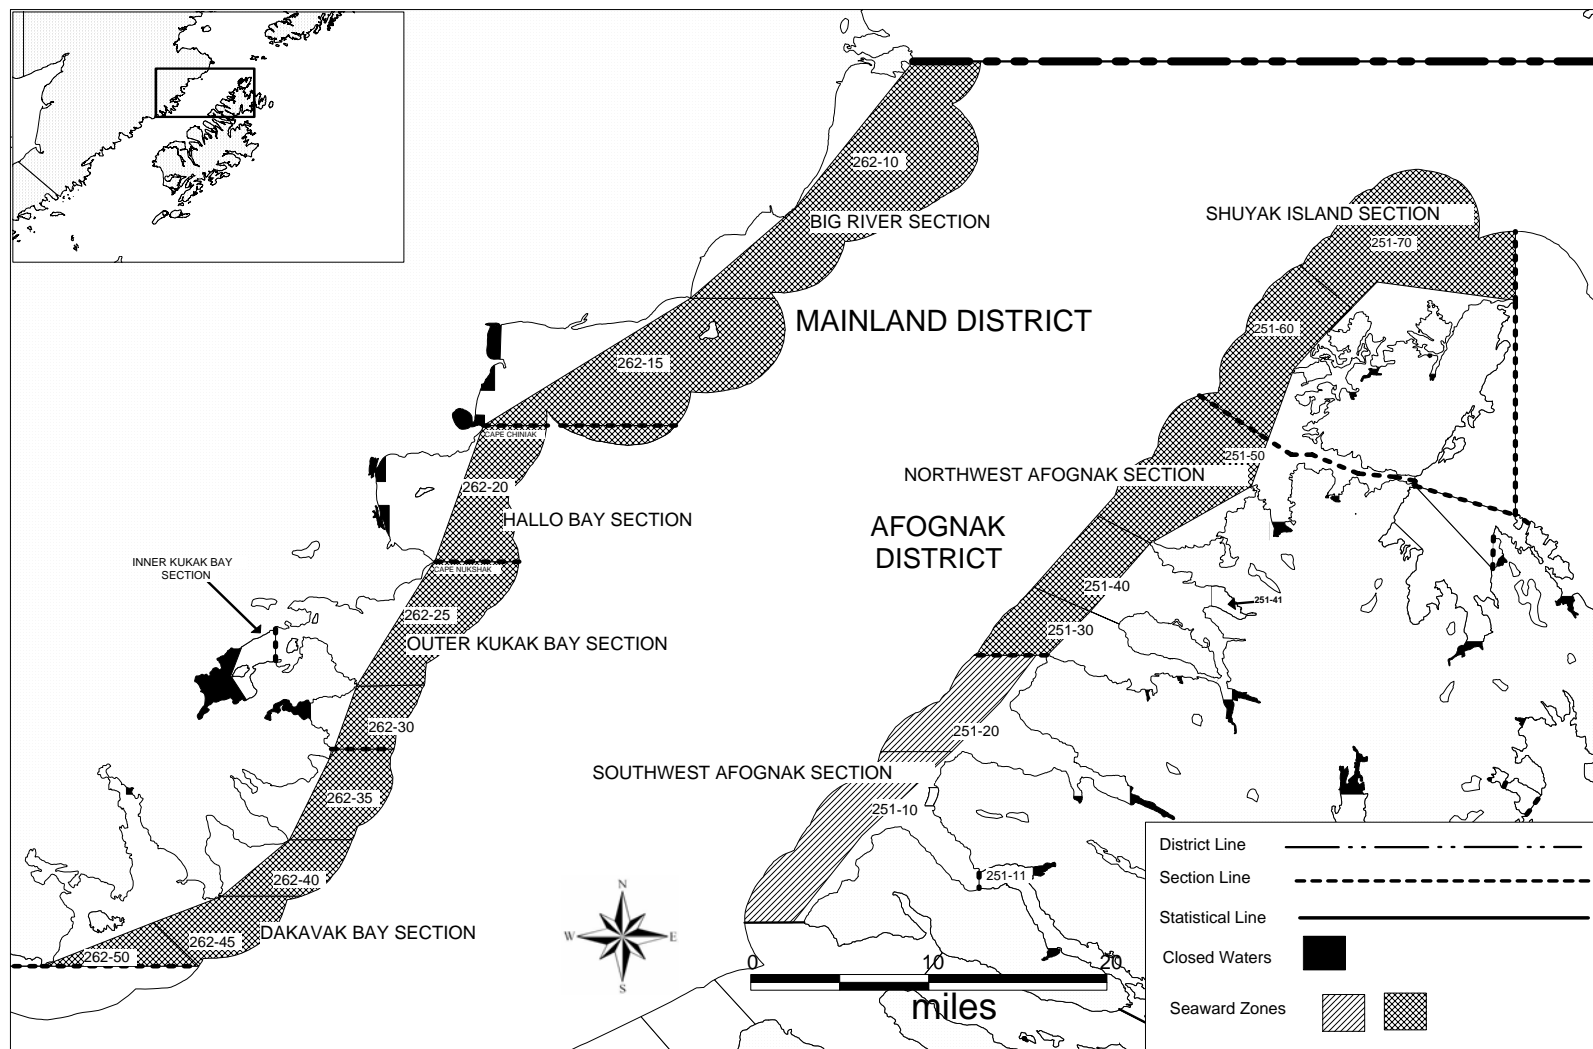 262-10
BIG RIVER SECTION
SHUYAK ISLAND SECTION
251-70
MAINLAND DISTRICT
251-60
262-15
CAPE CHINIAK
251-50
NORTHWEST AFOGNAK SECTION
262-20
HALLO BAY SECTION
AFOGNAK
DISTRICT
INNER KUKAK BAY
SECTION
CAPE NUKSHAK
251-40
251-41
262-25
251-30
OUTER KUKAK BAY SECTION
262-30
251-20
SOUTHWEST AFOGNAK SECTION
262-35
251-10
262-40
251-11
DAKAVAK BAY SECTION
262-45
262-50
N
W
E
S
0
10
20
miles
District Line
Section Line
Statistical Line
Closed Waters
Seaward Zones